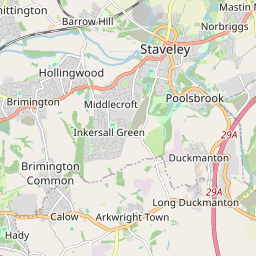 hittington
Barrow Hill
Mastin M
Norbriggs
Staveley
Hollingwood
Brimington
Middlecroft
Poolsbrook
Inkersall Green
29A
Duckmanton
Brimington
Common
29A
Long Duckmanton
Calow
Arkwright Town
Hady